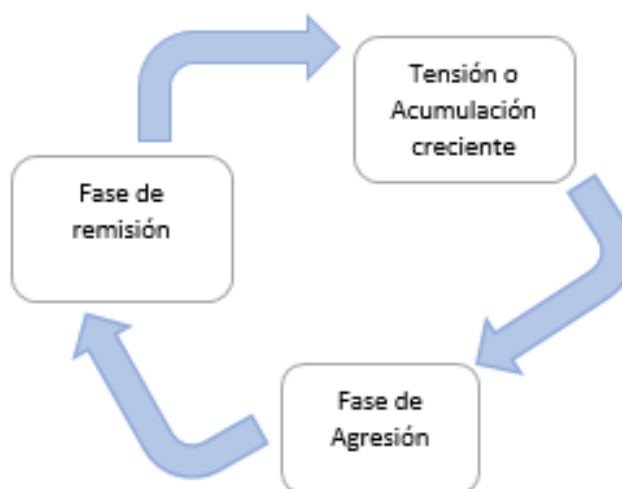 Tensión o
Acumulación
creciente
Fase de
remisión
Fase de
Agresión